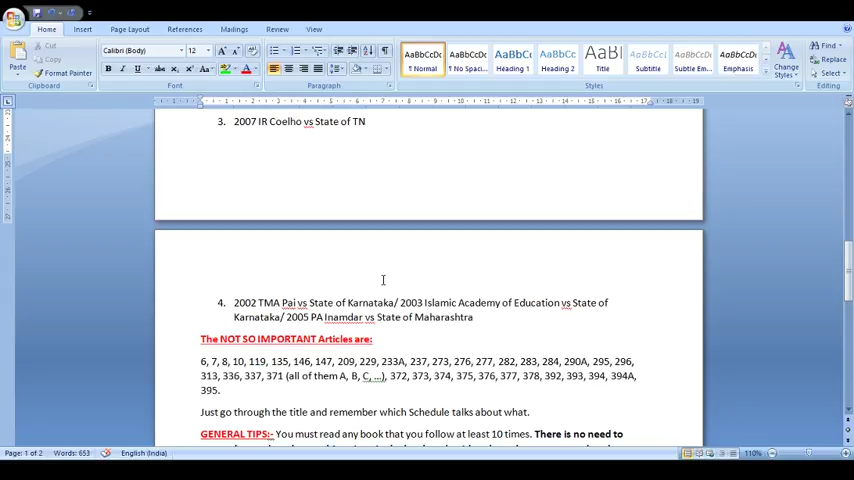 Home Insert Page Layout References Mailings Review View
Cut
Copy
Format Painter
Paste
Clipboard
Calibri (Body) 12
Font
Paragraph
AaBbCcDc AaBbCcDc AaBbCc AaBbCc AaBbC AaBbCcDc AaBbCcDc AaBbCcDc
¶ Normal ¶ No Spaci... Heading 1 Heading 2 Title Subtitle Subtle Em... Emphasis
Change Styles
Styles
Find
Replace
Select
Editing
3. 2007 IR Coelho vs State of TN
4. 2002 TMA Pai vs State of Karnataka/ 2003 Islamic Academy of Education vs State of
Karnataka/ 2005 PA Inamdar vs State of Maharashtra
The NOT SO IMPORTANT Articles are:
6, 7, 8, 10, 119, 135, 146, 147, 209, 229, 233A, 237, 273, 276, 277, 282, 283, 284, 290A, 295, 296,
313, 336, 337, 371 (all of them A, B, C, ...), 372, 373, 374, 375, 376, 377, 378, 392, 393, 394, 394A,
395.
Just go through the title and remember which Schedule talks about what.
GENERAL TIPS:- You must read any book that you follow at least 10 times. There is no need to
Page: 1 of 2 Words: 653 English (India) 110%